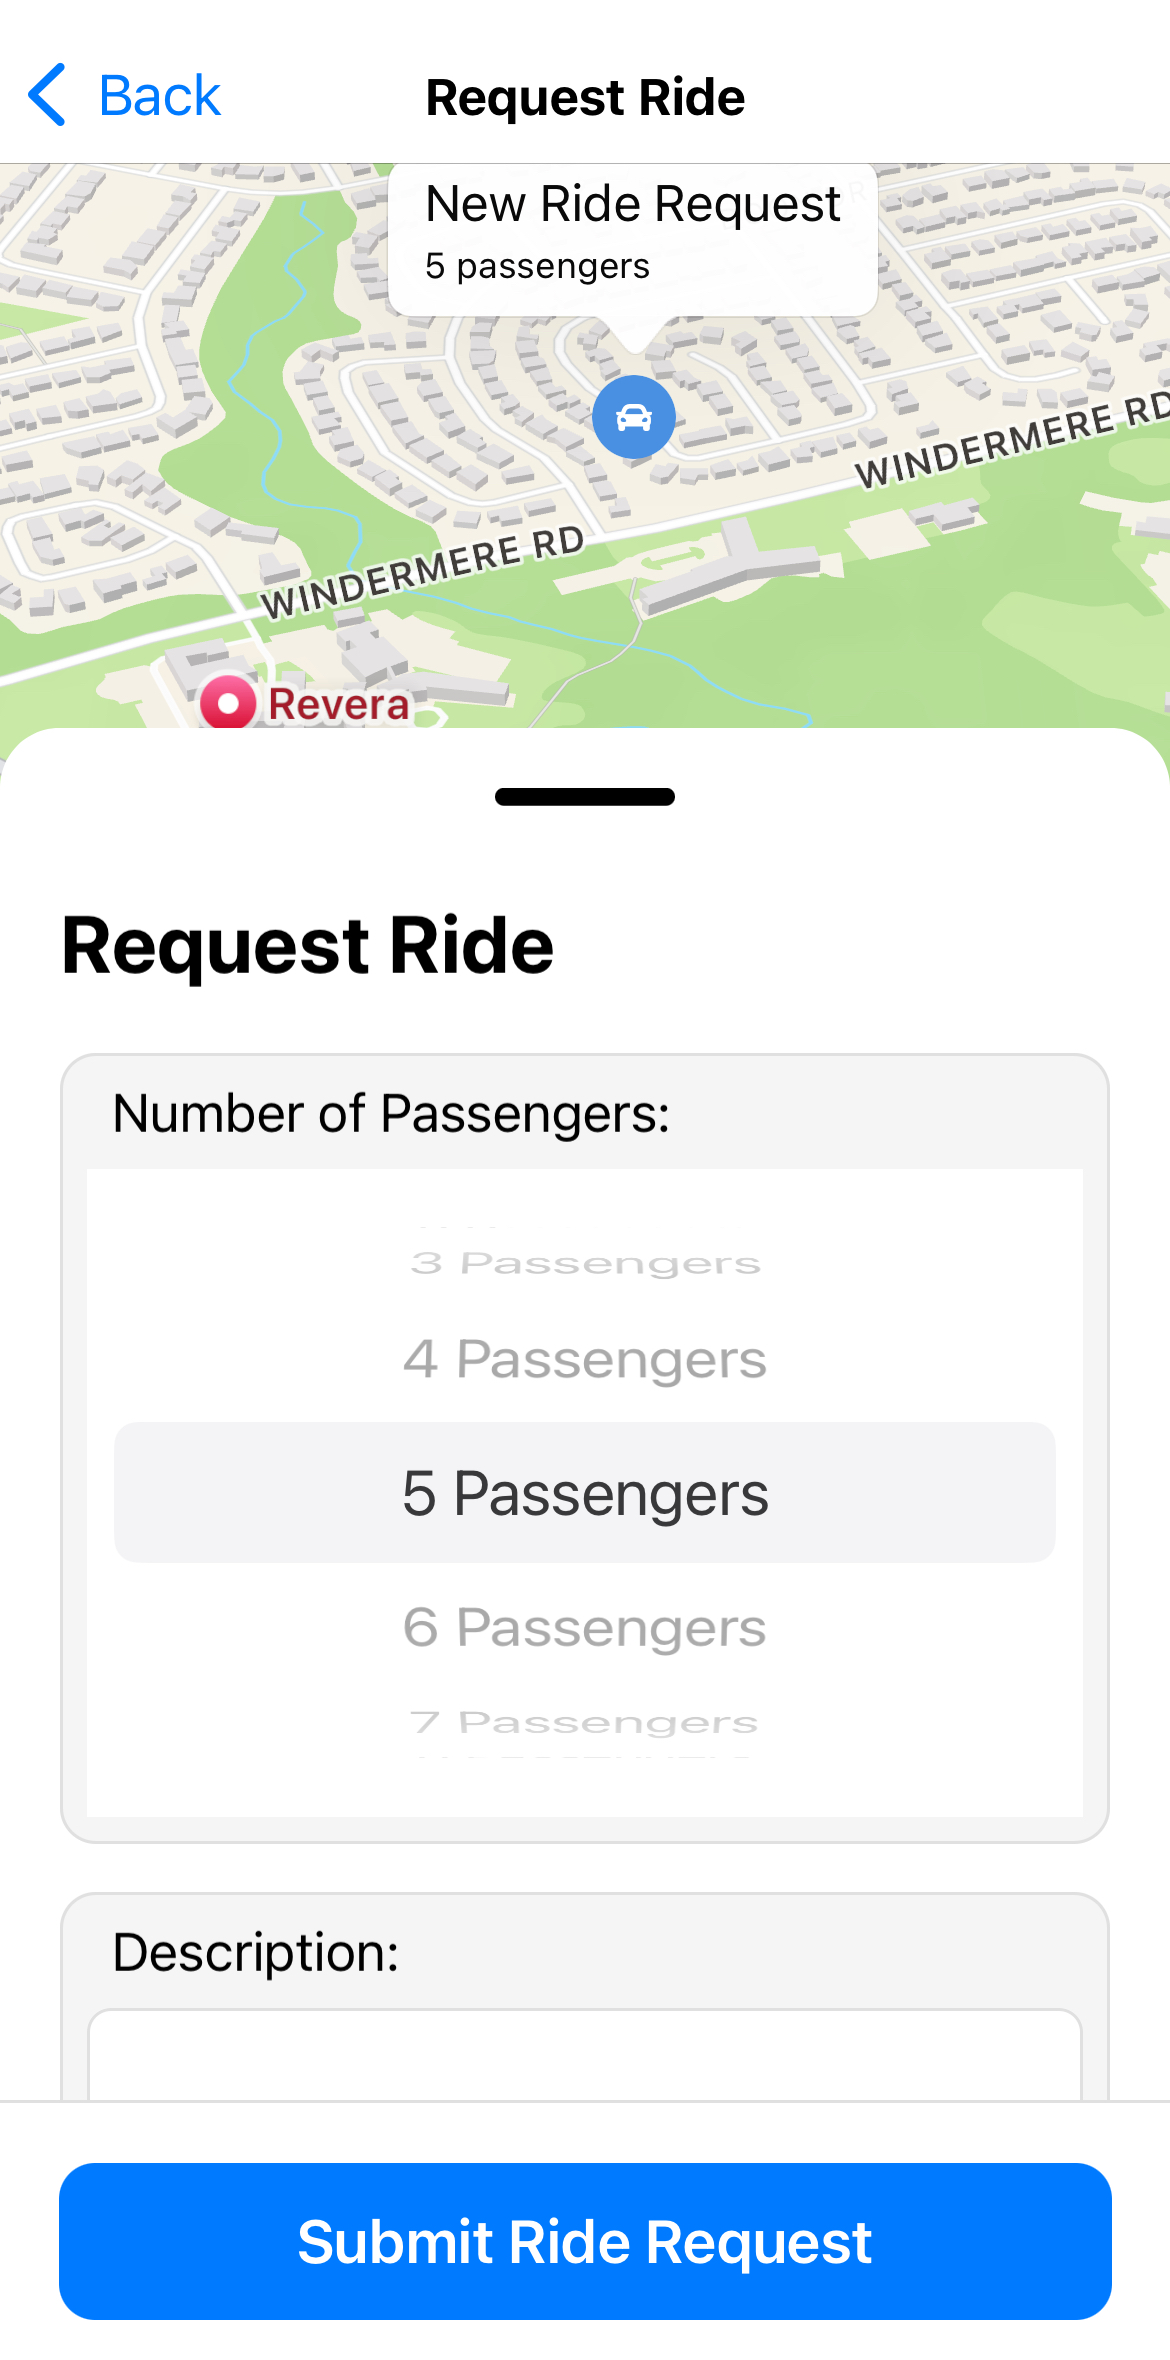 Back
Request Ride
New Ride Request
5 passengers
WINDERMERE RD
WINDERMERE RD
Revera
Request Ride
Number of Passengers:
3 Passengers
4 Passengers
5 Passengers
6 Passengers
7 Passengers
Description:
Submit Ride Request